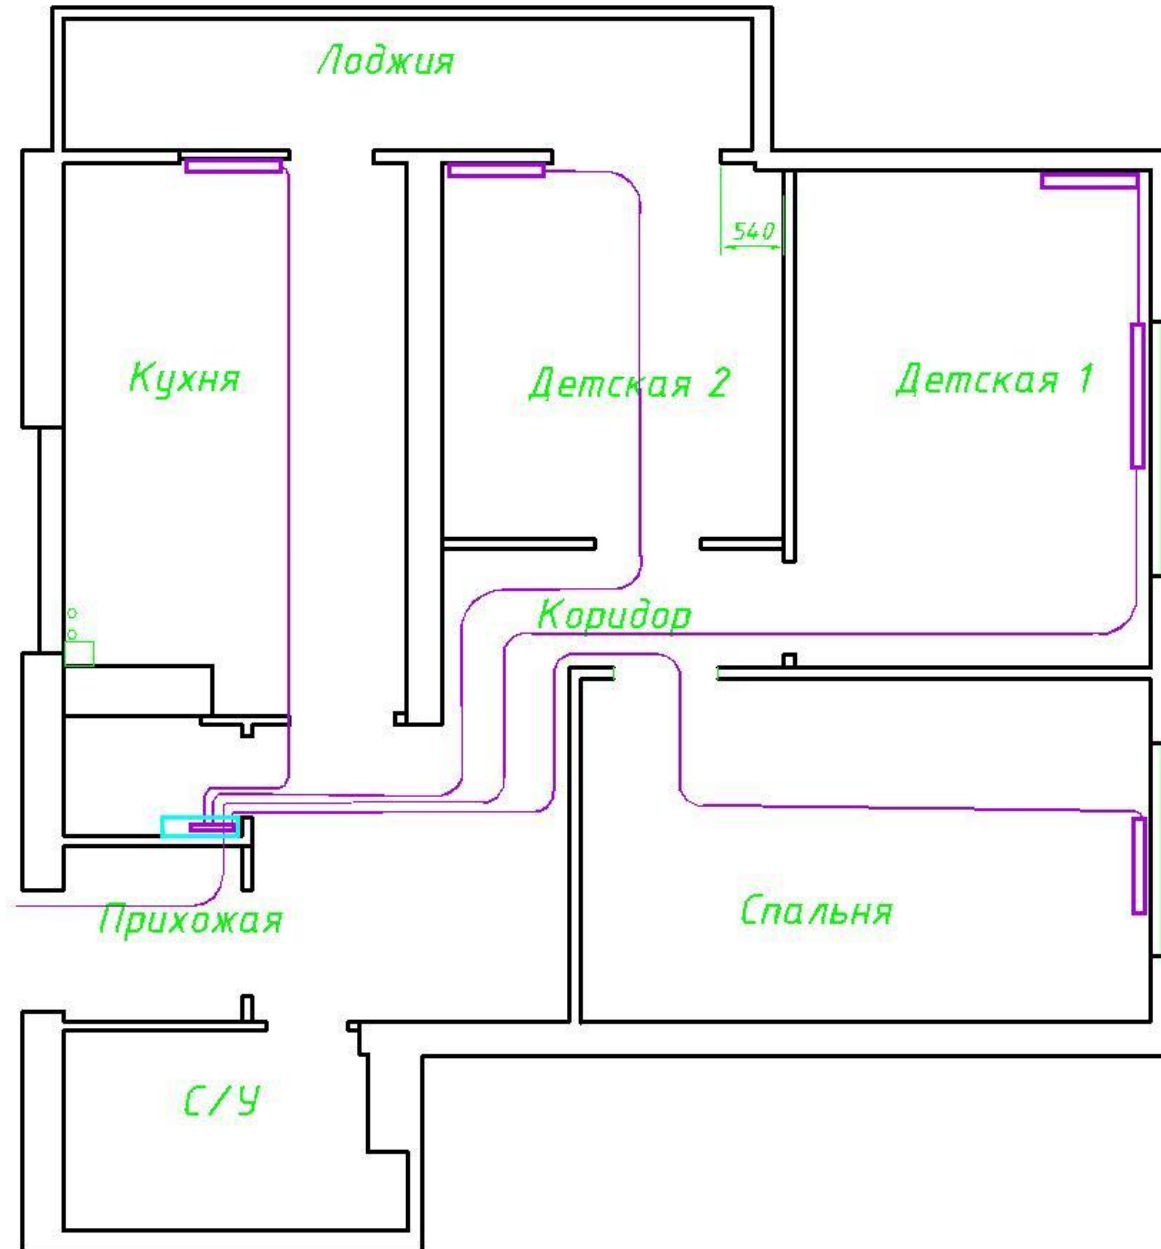 Лоджия
540
Кухня
Детская 2
Детская 1
Коридор
Прихожая
Спальня
С/У